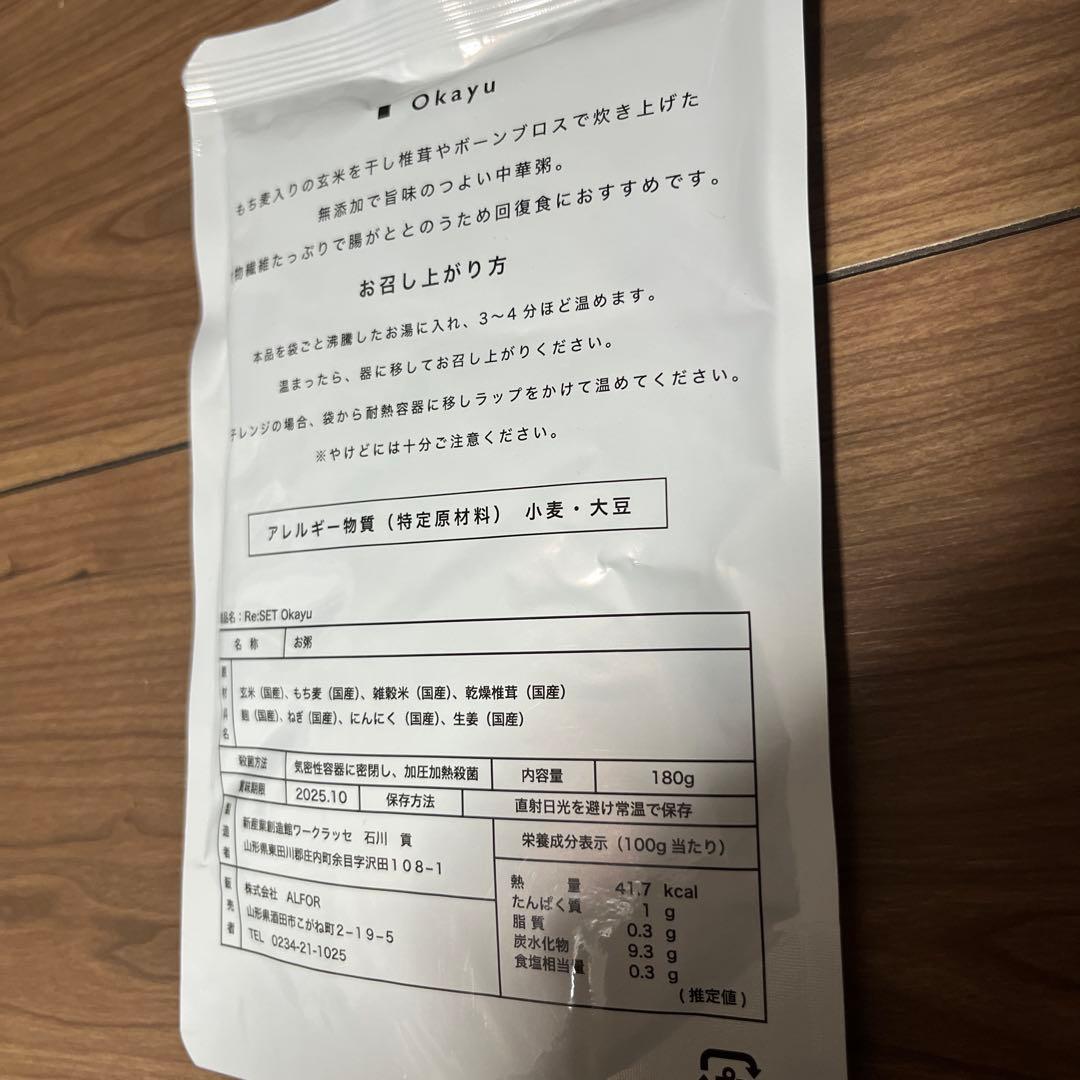 Okayu
もち麦入りの玄米を干し椎茸やボーンブロスで炊き上げた
無添加で旨味のつよい中華粥。
物繊維たっぷりで腸がととのうため回復食におすすめです。
お召し上がり方
本品を袋ごと沸騰したお湯に入れ、3〜4分ほど温めます。
温まったら、器に移してお召し上がりください。
子レンジの場合、袋から耐熱容器に移しラップをかけて温めてください。
※やけどには十分ご注意ください。
アレルギー物質（特定原材料） 小麦・大豆
品名：Re:SET Okayu
名 称 お粥
原材料名 玄米（国産）、もち麦（国産）、雑穀米（国産）、乾燥椎茸（国産）
麹（国産）、ねぎ（国産）、にんにく（国産）、生姜（国産）
殺菌方法 気密性容器に密閉し、加圧加熱殺菌 内容量 180g
賞味期限 2025.10 保存方法 直射日光を避け常温で保存
製造者 新産業創造館ワークラッセ 石川 貢
山形県東田川郡庄内町余目字沢田108-1
販売者 株式会社 ALFOR
山形県酒田市こがね町2-19-5
TEL 0234-21-1025
栄養成分表示（100g当たり）
熱 量 41.7 kcal
たんぱく質 1 g
脂 質 0.3 g
炭水化物 9.3 g
食塩相当量 0.3 g
(推定値)